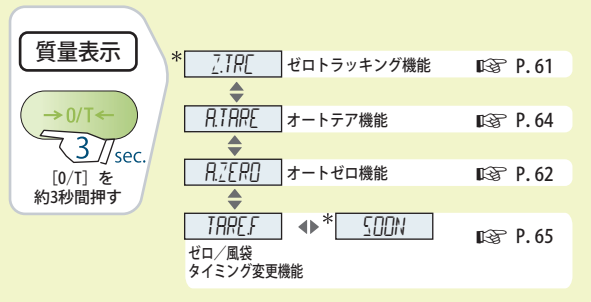 質量表示
→0/T←
3 sec.
[0/T] を
約3秒間押す
* Z.TRC ゼロトラッキング機能 ☞ P. 61
A.TARE オートテア機能 ☞ P. 64
A.ZERO オートゼロ機能 ☞ P. 62
TARE.F * SOON ☞ P. 65
ゼロ／風袋
タイミング変更機能